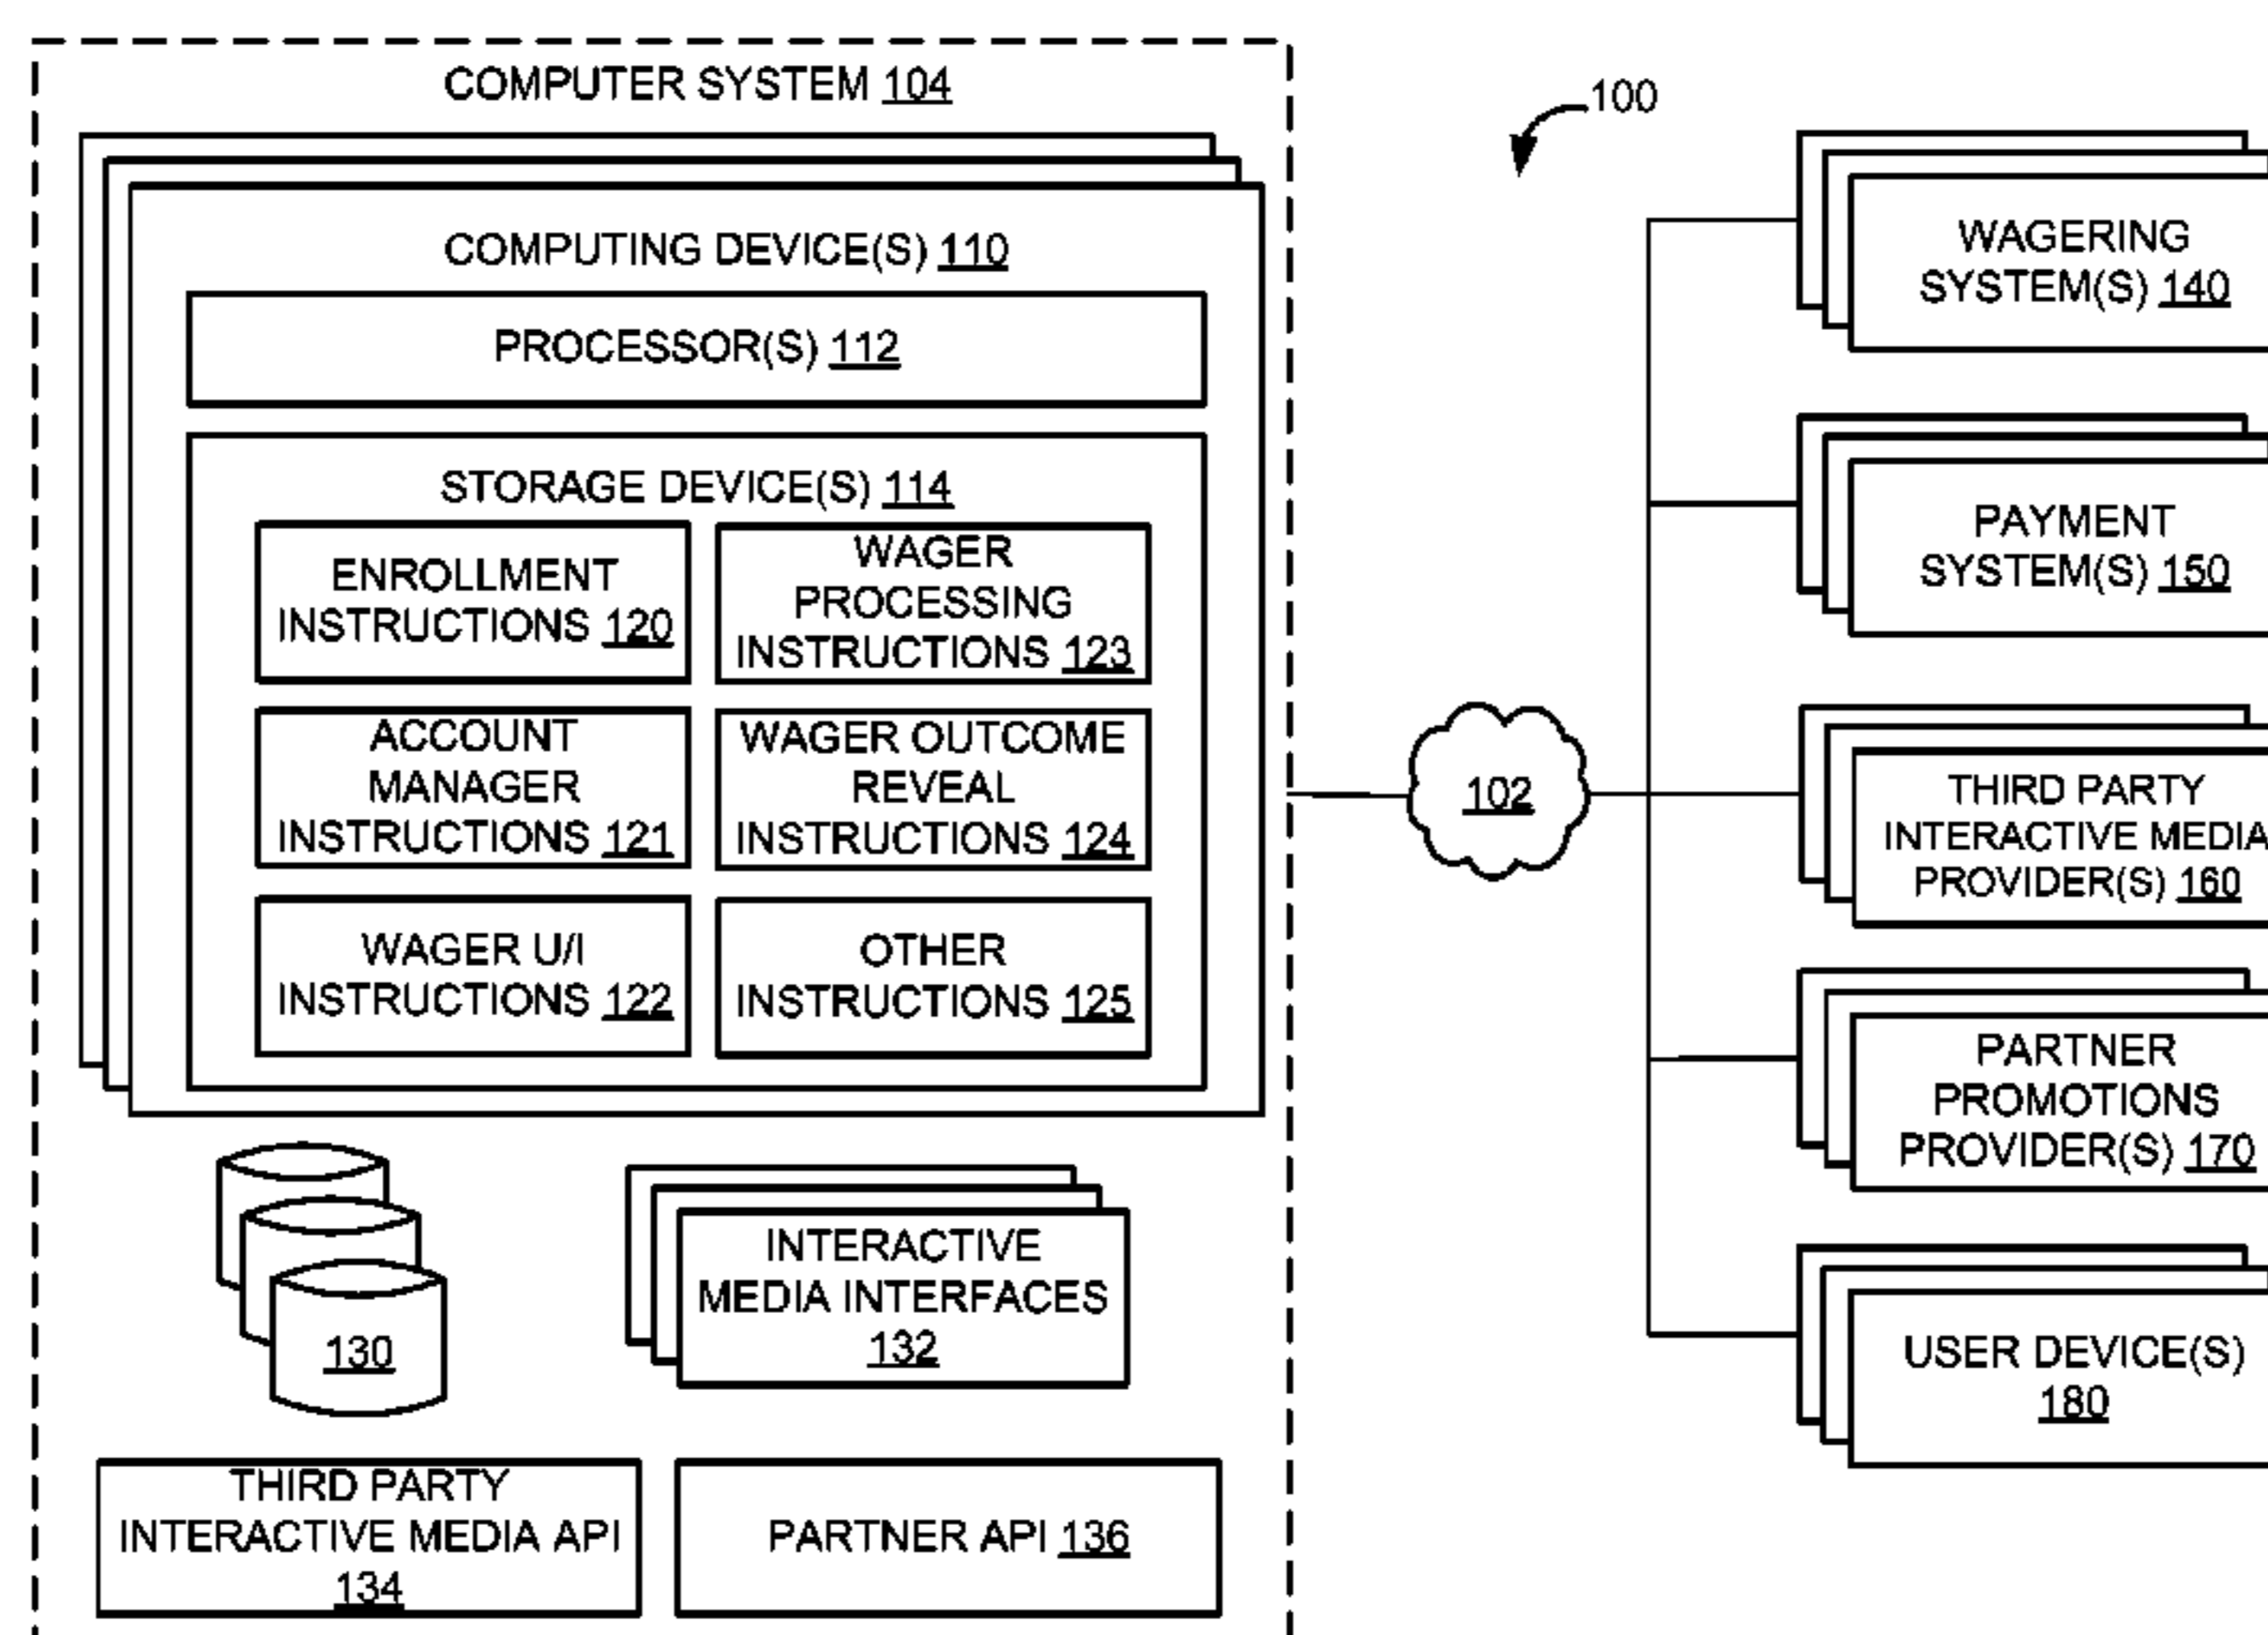 COMPUTER SYSTEM 104
COMPUTING DEVICE(S) 110
PROCESSOR(S) 112
STORAGE DEVICE(S) 114
ENROLLMENT
INSTRUCTIONS 120
WAGER
PROCESSING
INSTRUCTIONS 123
ACCOUNT
MANAGER
INSTRUCTIONS 121
WAGER OUTCOME
REVEAL
INSTRUCTIONS 124
WAGER U/I
INSTRUCTIONS 122
OTHER
INSTRUCTIONS 125
130
INTERACTIVE
MEDIA INTERFACES
132
THIRD PARTY
INTERACTIVE MEDIA API
134
PARTNER API 136
100
102
WAGERING
SYSTEM(S) 140
PAYMENT
SYSTEM(S) 150
THIRD PARTY
INTERACTIVE MEDIA
PROVIDER(S) 160
PARTNER
PROMOTIONS
PROVIDER(S) 170
USER DEVICE(S)
180